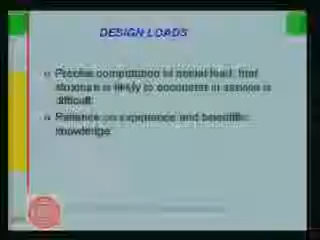 DESIGN LOADS
Precise computation of actual load, that
structure is likely to encounter in service is
difficult.
Reliance on experience and scientific
knowledge